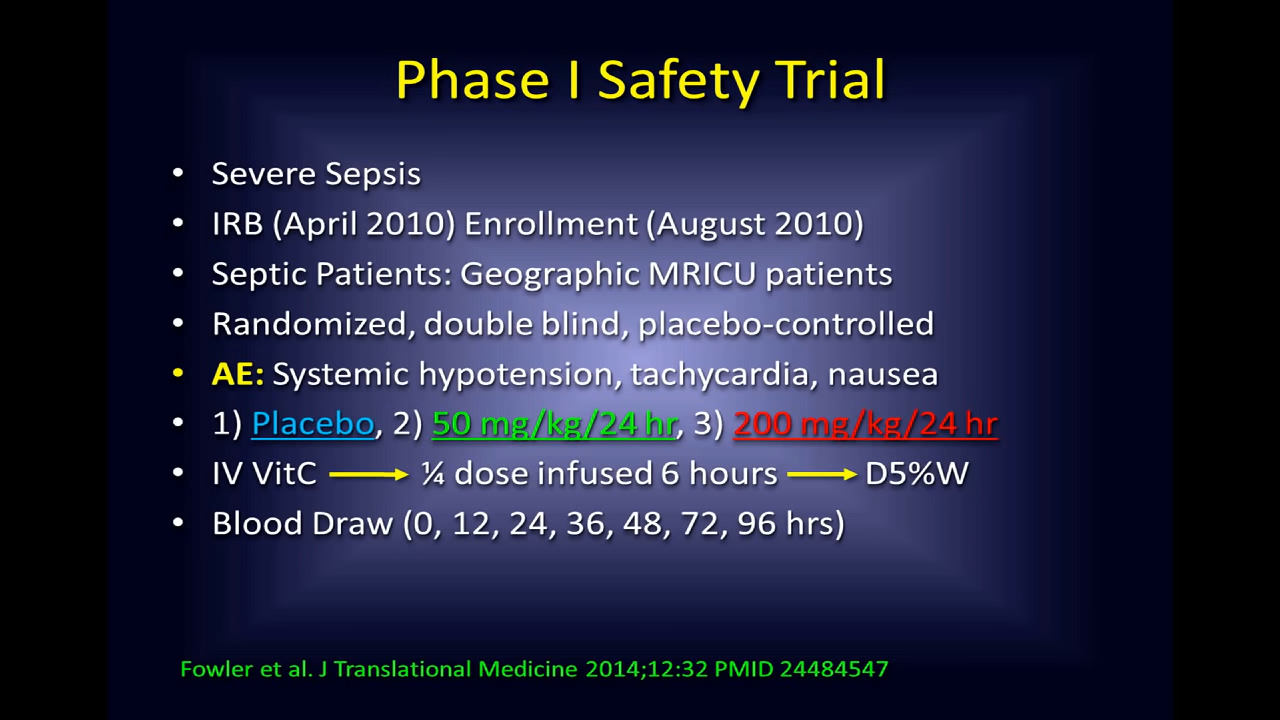 Phase I Safety Trial
• Severe Sepsis
• IRB (April 2010) Enrollment (August 2010)
• Septic Patients: Geographic MRICU patients
• Randomized, double blind, placebo-controlled
• AE: Systemic hypotension, tachycardia, nausea
• 1) Placebo, 2) 50 mg/kg/24 hr, 3) 200 mg/kg/24 hr
• IV VitC → ¼ dose infused 6 hours → D5%W
• Blood Draw (0, 12, 24, 36, 48, 72, 96 hrs)
Fowler et al. J Translational Medicine 2014;12:32 PMID 24484547